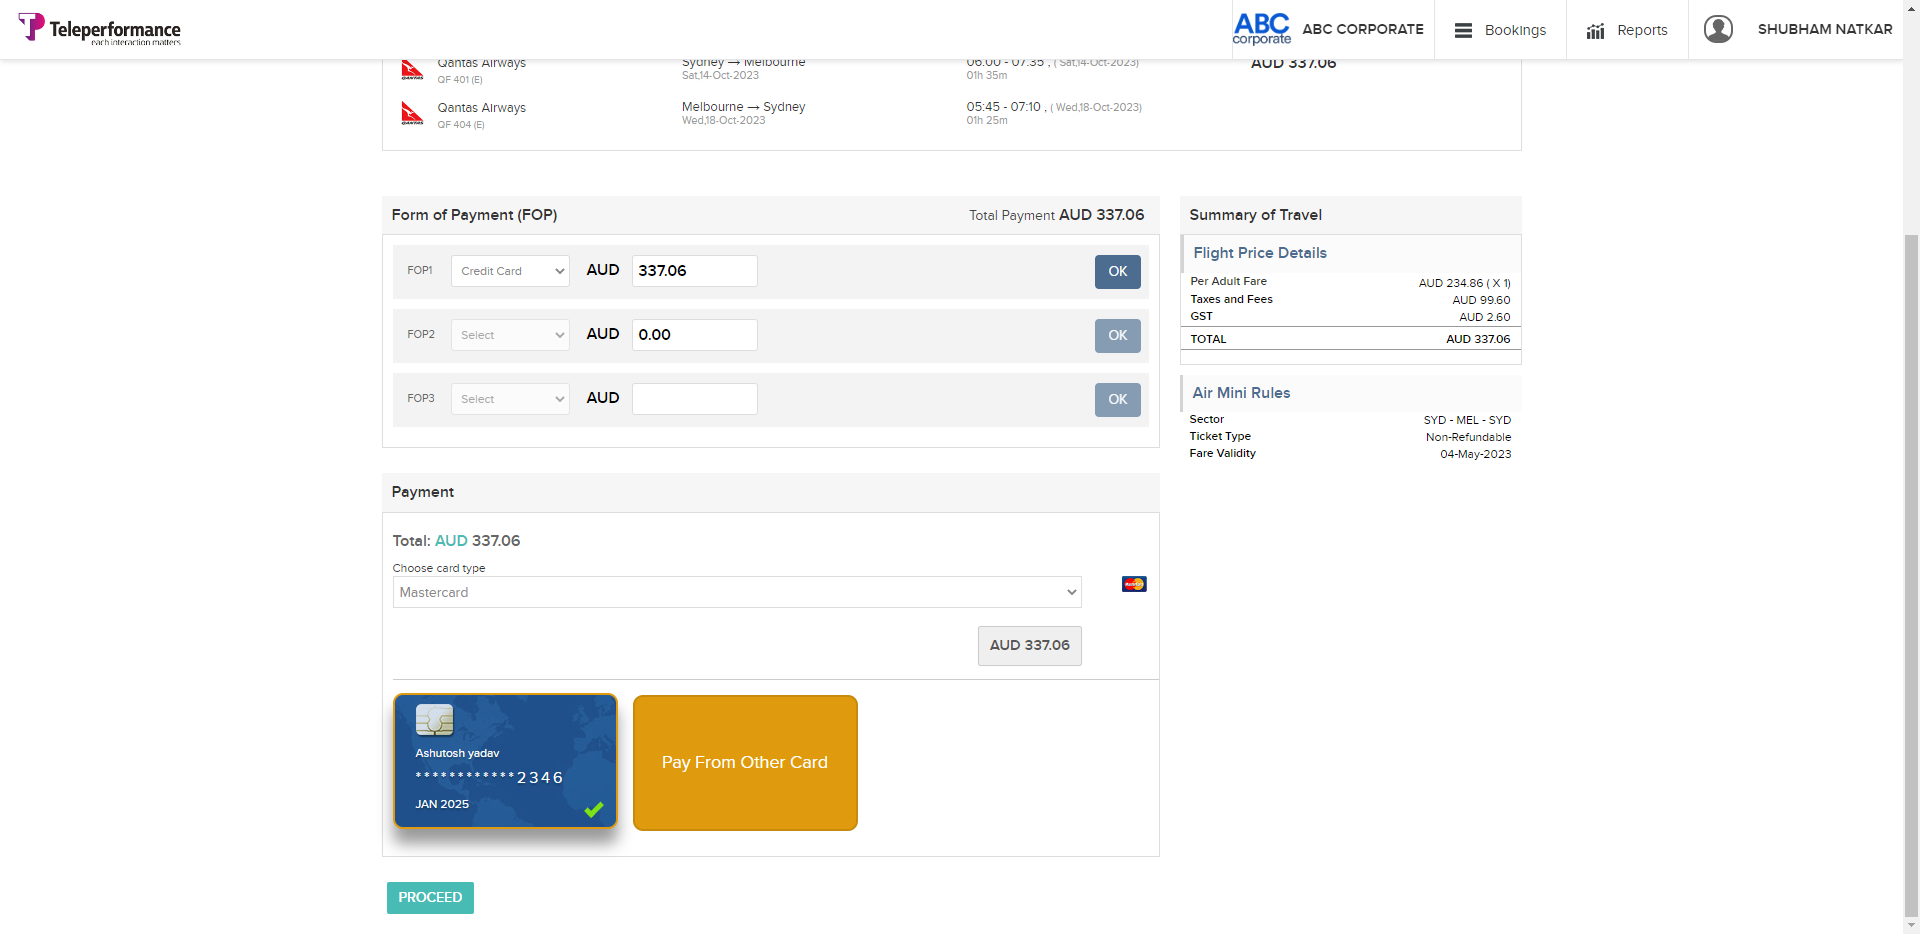 Teleperformance
each interaction matters
ABC
corporate
ABC CORPORATE
Bookings
Reports
SHUBHAM NATKAR
Qantas Airways
Sydney → Melbourne
06:00 - 07:35 , ( Sat,14-Oct-2023)
AUD 337.06
QF 401 (E)
Sat,14-Oct-2023
01h 35m
QANTAS
Qantas Airways
Melbourne → Sydney
05:45 - 07:10 , ( Wed,18-Oct-2023)
QF 404 (E)
Wed,18-Oct-2023
01h 25m
QANTAS
Form of Payment (FOP)
Total Payment AUD 337.06
FOP1
Credit Card
AUD
337.06
OK
FOP2
Select
AUD
0.00
OK
FOP3
Select
AUD
OK
Summary of Travel
Flight Price Details
Per Adult Fare
AUD 234.86 ( X 1)
Taxes and Fees
AUD 99.60
GST
AUD 2.60
TOTAL
AUD 337.06
Air Mini Rules
Sector
SYD - MEL - SYD
Ticket Type
Non-Refundable
Fare Validity
04-May-2023
Payment
Total: AUD 337.06
Choose card type
Mastercard
MasterCard
AUD 337.06
Ashutosh yadav
************2346
JAN 2025
Pay From Other Card
PROCEED